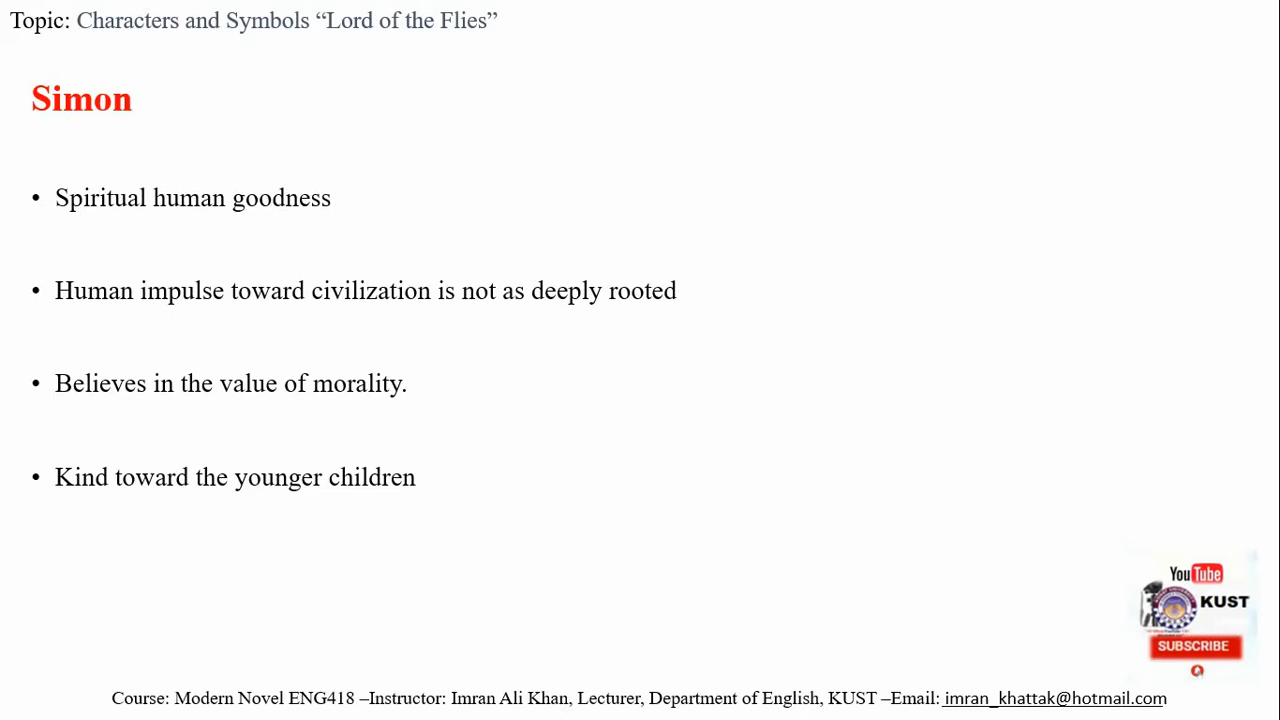 Topic: Characters and Symbols “Lord of the Flies”
Simon
• Spiritual human goodness
• Human impulse toward civilization is not as deeply rooted
• Believes in the value of morality.
• Kind toward the younger children
YouTube
KUST
SUBSCRIBE
Course: Modern Novel ENG418 –Instructor: Imran Ali Khan, Lecturer, Department of English, KUST –Email: imran_khattak@hotmail.com